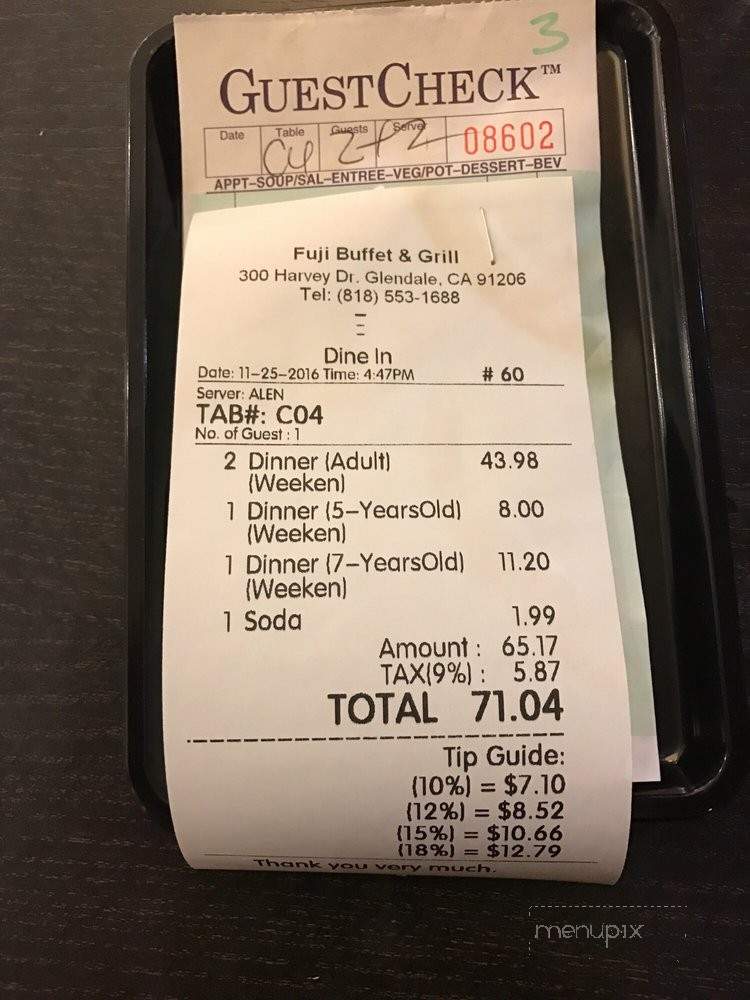 3
GUESTCHECK™
Date Table Guests Server
C4 2+2 08602
APPT–SOUP/SAL–ENTREE–VEG/POT–DESSERT–BEV
Fuji Buffet & Grill
300 Harvey Dr. Glendale, CA 91206
Tel: (818) 553-1688
Dine In
Date: 11-25-2016 Time: 4:47PM # 60
Server: ALEN
TAB#: C04
No. of Guest : 1
2 Dinner (Adult) 43.98
(Weeken)
1 Dinner (5-YearsOld) 8.00
(Weeken)
1 Dinner (7-YearsOld) 11.20
(Weeken)
1 Soda 1.99
Amount : 65.17
TAX(9%) : 5.87
TOTAL 71.04
Tip Guide:
(10%) = $7.10
(12%) = $8.52
(15%) = $10.66
(18%) = $12.79
Thank you very much.
menupix